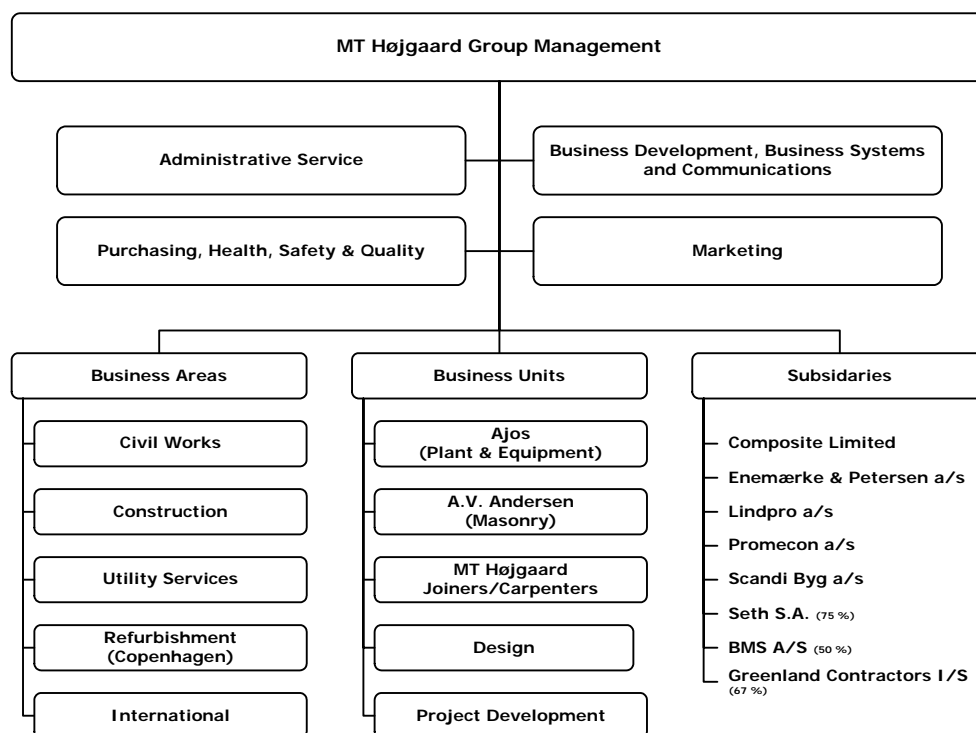 MT Højgaard Group Management
Administrative Service
Business Development, Business Systems
and Communications
Purchasing, Health, Safety & Quality
Marketing
Business Areas
Civil Works
Construction
Utility Services
Refurbishment
(Copenhagen)
International
Business Units
Ajos
(Plant & Equipment)
A.V. Andersen
(Masonry)
MT Højgaard
Joiners/Carpenters
Design
Project Development
Subsidaries
Composite Limited
Enemærke & Petersen a/s
Lindpro a/s
Promecon a/s
Scandi Byg a/s
Seth S.A. (75 %)
BMS A/S (50 %)
Greenland Contractors I/S
(67 %)